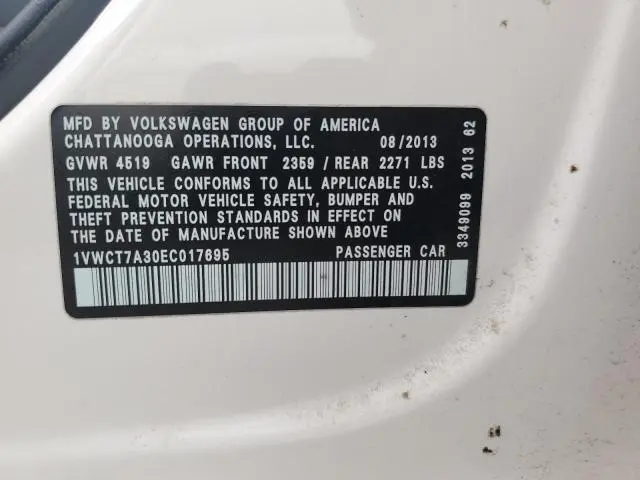 MFD BY VOLKSWAGEN GROUP OF AMERICA
CHATTANOOGA OPERATIONS, LLC. 08/2013
GVWR 4519 GAWR FRONT 2359 / REAR 2271 LBS
THIS VEHICLE CONFORMS TO ALL APPLICABLE U.S.
FEDERAL MOTOR VEHICLE SAFETY, BUMPER AND
THEFT PREVENTION STANDARDS IN EFFECT ON
THE DATE OF MANUFACTURE SHOWN ABOVE
1VWCT7A30EC017695 PASSENGER CAR
3349099 2013 62